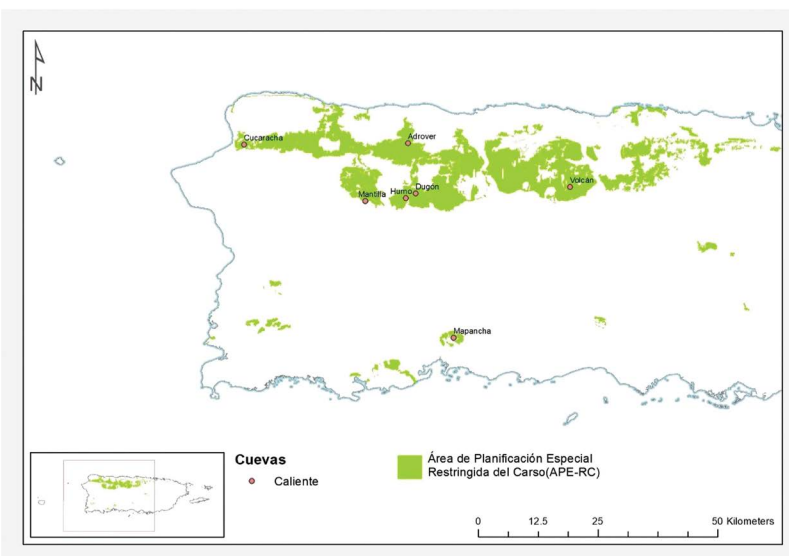 N
Cucaracha
Adrover
Mantilla
Humo
Dugón
Volcán
Mapancha
Cuevas
Caliente
Área de Planificación Especial
Restringida del Carso(APE-RC)
0 12.5 25 50 Kilometers